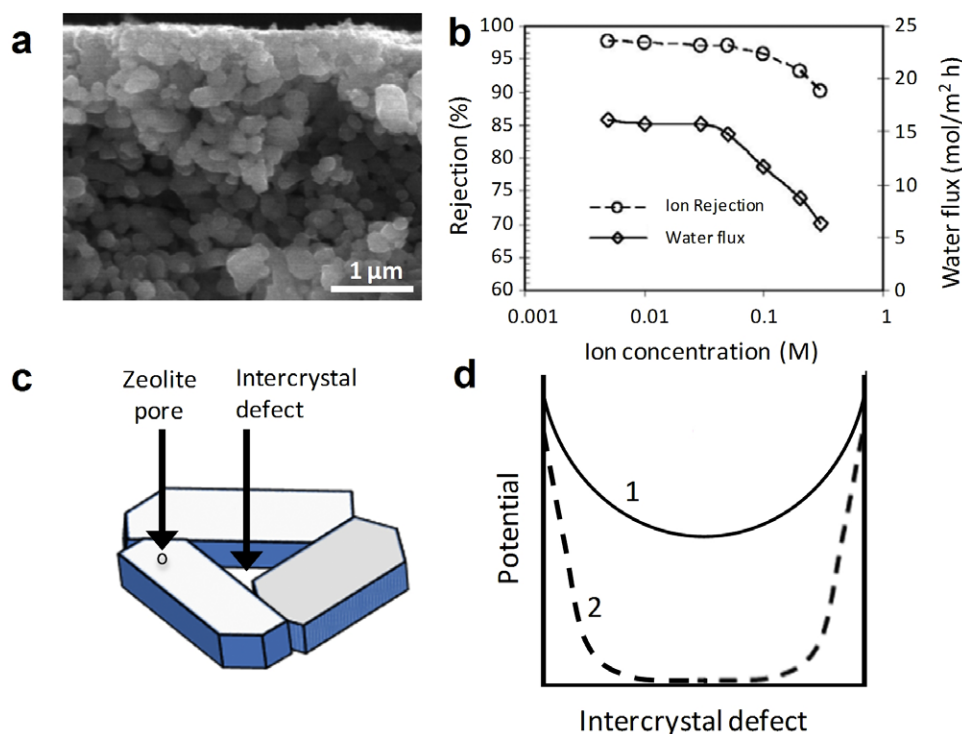 a
1 μm
b
Rejection (%)
100
95
90
85
80
75
70
65
60
25
20
15
10
5
0
Water flux (mol/m² h)
Ion Rejection
Water flux
0.001
0.01
0.1
1
Ion concentration (M)
c
Zeolite
pore
Intercrystal
defect
d
Potential
1
2
Intercrystal defect